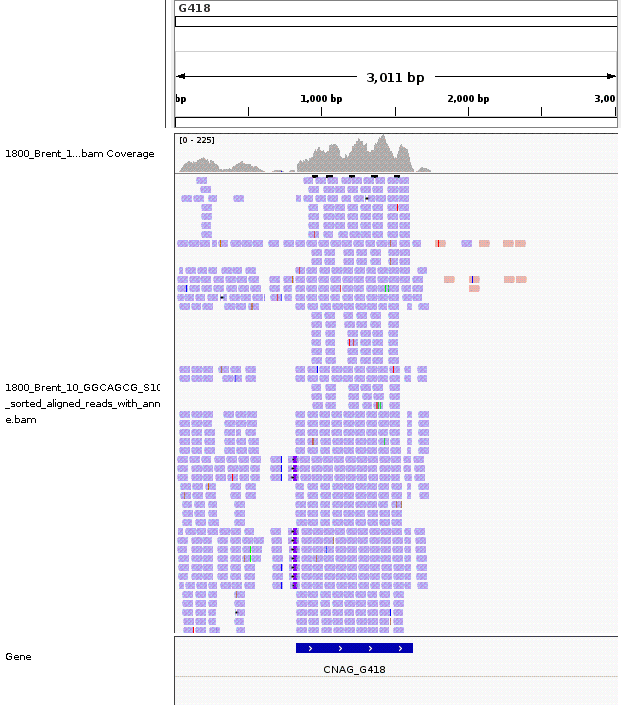 G418
3,011 bp
bp
1,000 bp
2,000 bp
3,00
[0 - 225]
1800_Brent_1...bam Coverage
1800_Brent_10_GGCAGCG_S1(
_sorted_aligned_reads_with_ann
e.bam
Gene
CNAG_G418